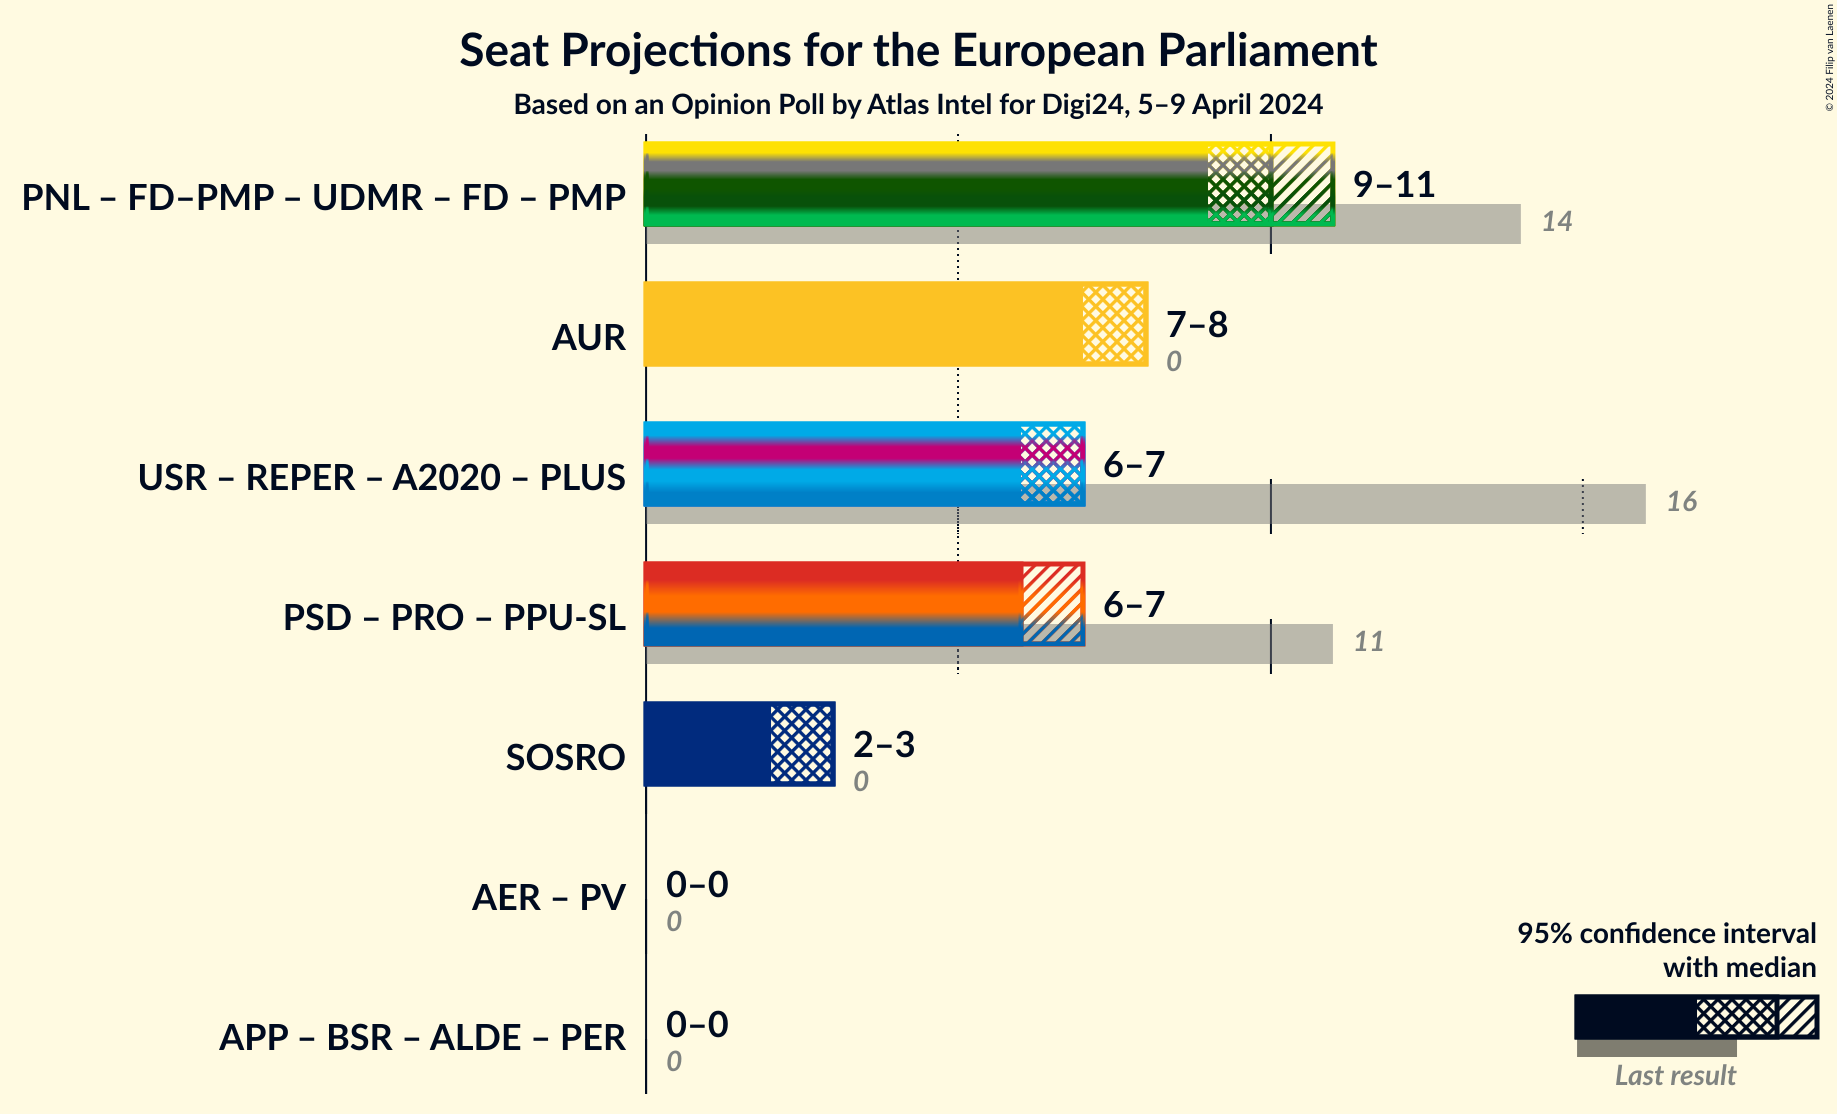 Seat Projections for the European Parliament
Based on an Opinion Poll by Atlas Intel for Digi24, 5–9 April 2024
© 2024 Filip van Laenen
PNL – FD–PMP – UDMR – FD – PMP
9–11
14
AUR
7–8
0
USR – REPER – A2020 – PLUS
6–7
16
PSD – PRO – PPU-SL
6–7
11
SOSRO
2–3
0
AER – PV
0–0
0
APP – BSR – ALDE – PER
0–0
0
95% confidence interval
with median
Last result